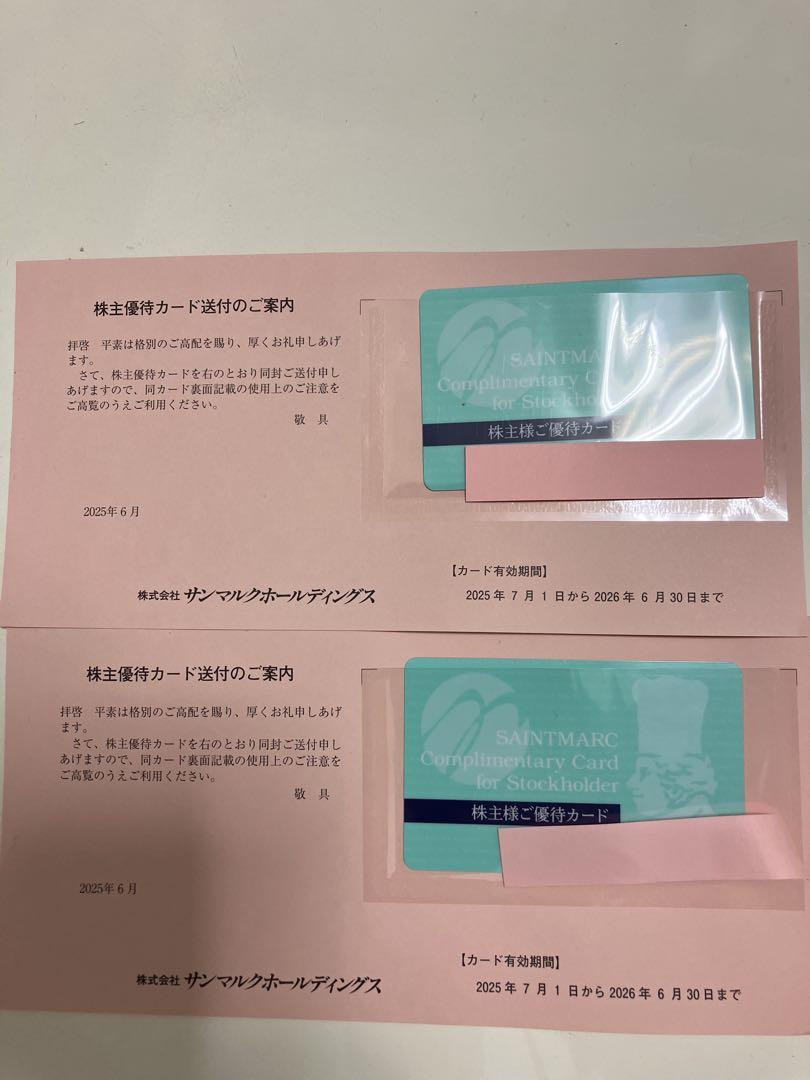 株主優待カード送付のご案内
拝啓　平素は格別のご高配を賜り、厚くお礼申しあげ
ます。
さて、株主優待カードを右のとおり同封ご送付申し
あげますので、同カード裏面記載の使用上のご注意を
ご高覧のうえご利用ください。
敬　具
2025年6月
株式会社 サンマルクホールディングス
SAINTMA
Complimentary C
for Stockho
株主様ご優待カード
【カード有効期間】
2025年 7 月 1 日から 2026年 6 月 30日まで
株主優待カード送付のご案内
拝啓　平素は格別のご高配を賜り、厚くお礼申しあげ
ます。
さて、株主優待カードを右のとおり同封ご送付申し
あげますので、同カード裏面記載の使用上のご注意を
ご高覧のうえご利用ください。
敬　具
2025年6月
株式会社 サンマルクホールディングス
SAINTMARC
Complimentary Card
for Stockholder
株主様ご優待カード
【カード有効期間】
2025年 7 月 1 日から 2026年 6 月 30日まで